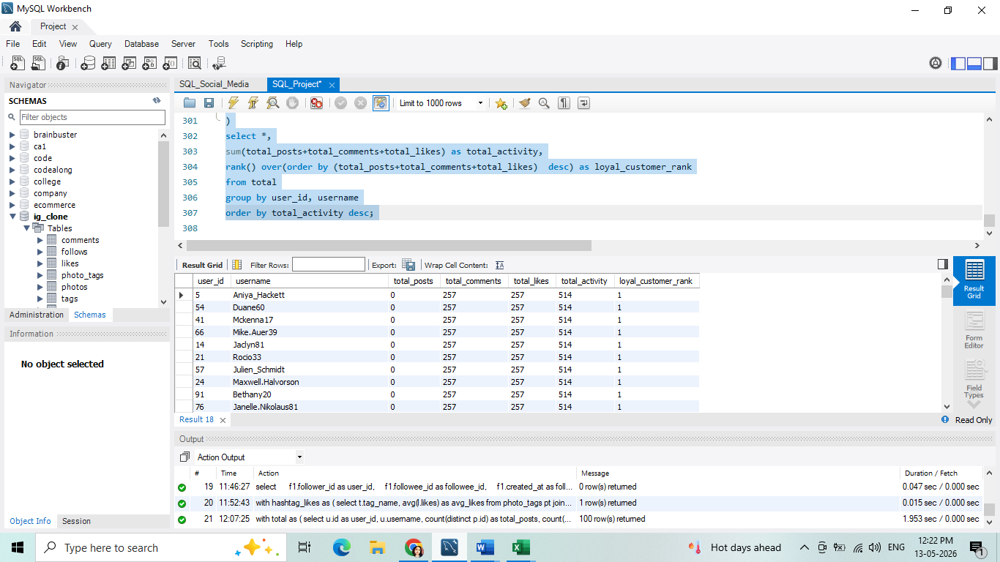 MySQL Workbench
Project
File Edit View Query Database Server Tools Scripting Help
Navigator
SCHEMAS
Filter objects
brainbuster
ca1
code
codealong
college
company
ecommerce
ig_clone
Tables
comments
follows
likes
photo_tags
photos
tags
Administration Schemas
Information
No object selected
Object Info Session
SQL_Social_Media SQL_Project*
Limit to 1000 rows
301 )
302 select *,
303 sum(total_posts+total_comments+total_likes) as total_activity,
304 rank() over(order by (total_posts+total_comments+total_likes) desc) as loyal_customer_rank
305 from total
306 group by user_id, username
307 order by total_activity desc;
308
Result Grid Filter Rows: Export: Wrap Cell Content:
user_id username total_posts total_comments total_likes total_activity loyal_customer_rank
5 Aniya_Hackett 0 257 257 514 1
54 Duane60 0 257 257 514 1
41 Mckenna17 0 257 257 514 1
66 Mike.Auer39 0 257 257 514 1
14 Jaclyn81 0 257 257 514 1
21 Rocio33 0 257 257 514 1
57 Julien_Schmidt 0 257 257 514 1
24 Maxwell.Halvorson 0 257 257 514 1
91 Bethany20 0 257 257 514 1
76 Janelle.Nikolaus81 0 257 257 514 1
Result Grid
Form Editor
Field Types
Result 18
Read Only
Output
Action Output
# Time Action Message Duration / Fetch
19 11:46:27 select f1.follower_id as user_id, f1.followee_id as followee_id, f1.created_at as foll... 0 row(s) returned 0.047 sec / 0.000 sec
20 11:52:43 with hashtag_likes as ( select t.tag_name, avg(l.likes) as avg_likes from photo_tags pt join... 1 row(s) returned 0.015 sec / 0.000 sec
21 12:07:25 with total as ( select u.id as user_id, u.username, count(distinct p.id) as total_posts, count(... 100 row(s) returned 1.953 sec / 0.000 sec
Type here to search
Hot days ahead
ENG
12:22 PM
13-05-2026
1